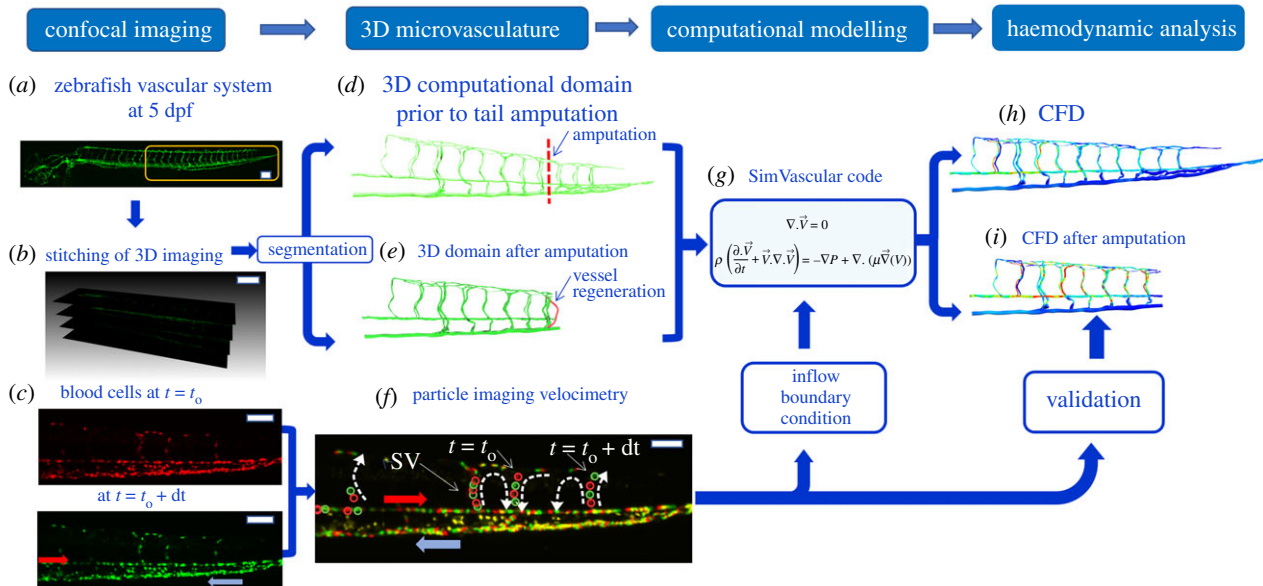 confocal imaging
3D microvasculature
computational modelling
haemodynamic analysis
(a) zebrafish vascular system
at 5 dpf
(b) stitching of 3D imaging
(c) blood cells at t = to
at t = to + dt
segmentation
(d) 3D computational domain
prior to tail amputation
amputation
(e) 3D domain after amputation
vessel
regeneration
(f) particle imaging velocimetry
SV
t = to
t = to + dt
(g) SimVascular code
∇.V⃗ = 0
ρ (∂.V⃗/∂t + V⃗.∇.V⃗) = −∇P + ∇. (μ∇⃗(V))
inflow
boundary
condition
(h) CFD
(i) CFD after amputation
validation